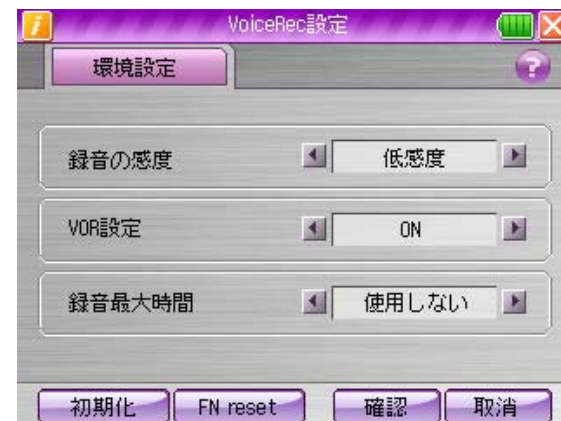 VoiceRec設定
環境設定
?
録音の感度 低感度
VOR設定 ON
録音最大時間 使用しない
初期化 FN reset 確認 取消